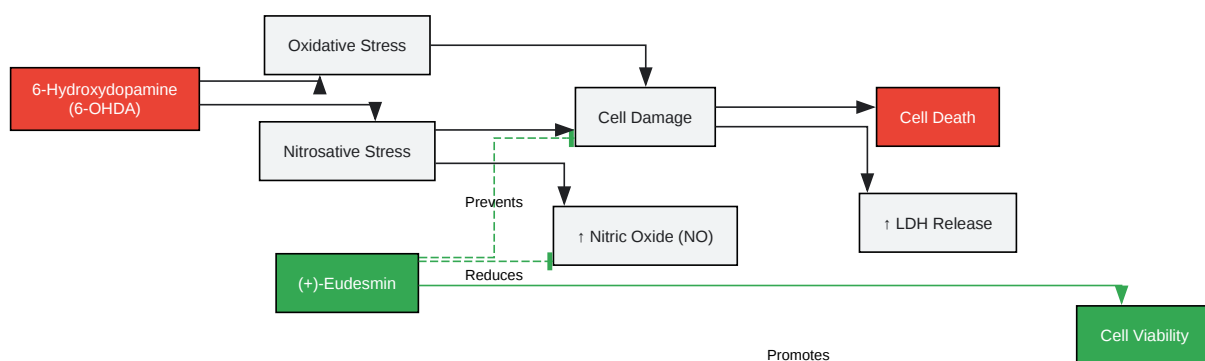 Oxidative Stress
6-Hydroxydopamine
(6-OHDA)
Cell Damage
Cell Death
Nitrosative Stress
Prevents
↑ Nitric Oxide (NO)
↑ LDH Release
(+)-Eudesmin
Reduces
Cell Viability
Promotes